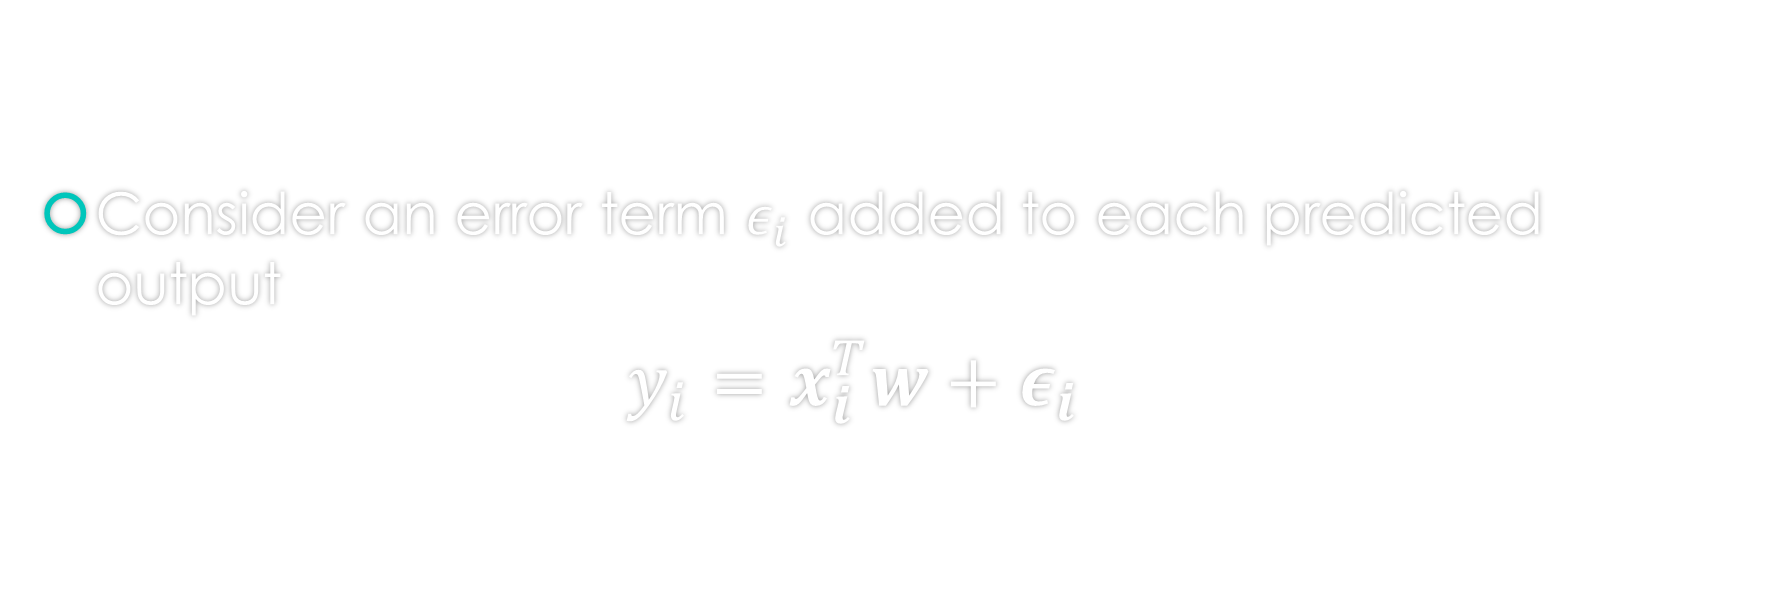 Consider an error term ϵᵢ added to each predicted
output
yᵢ = xᵢᵀw + ϵᵢ